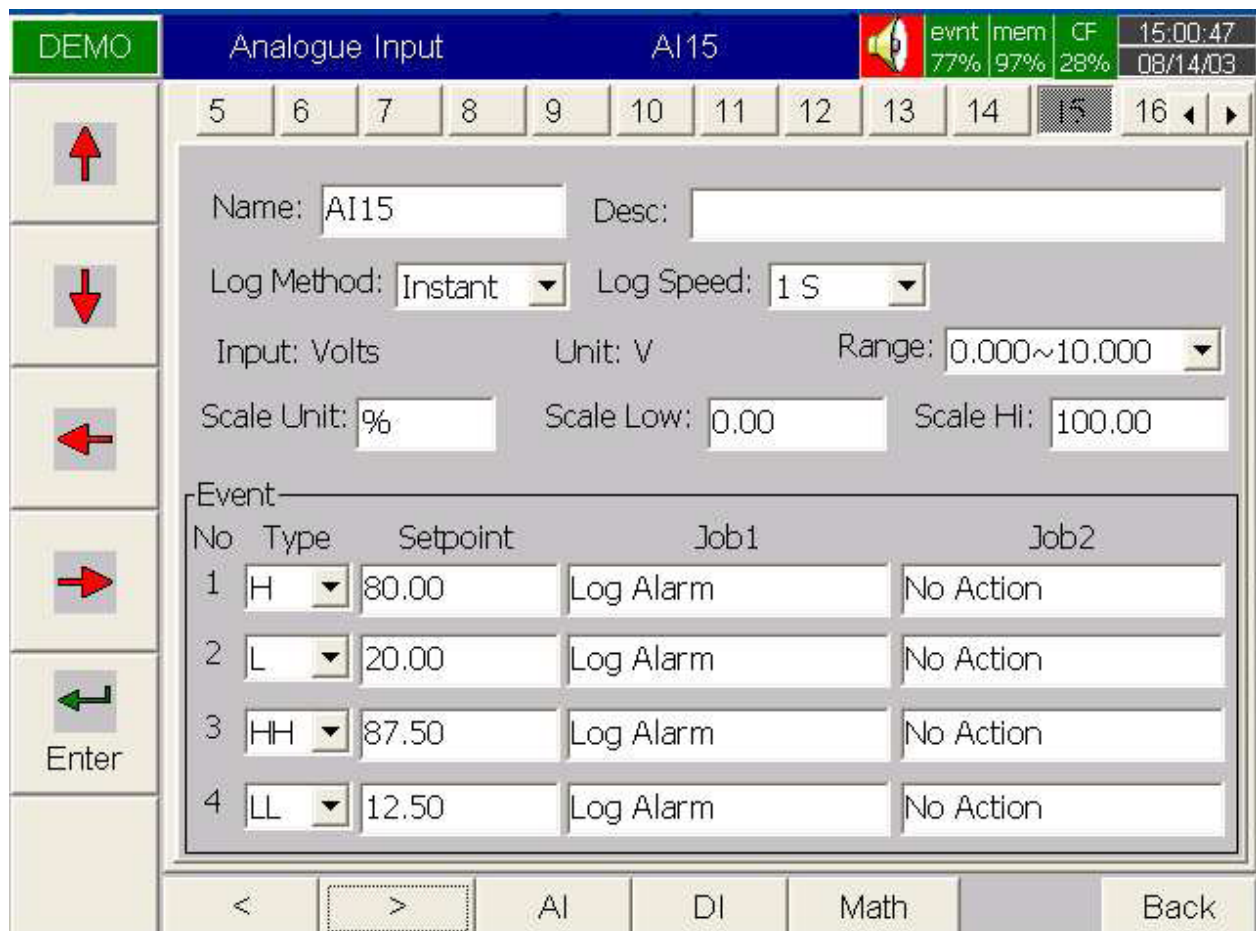 DEMO Analogue Input AI15 evnt 77% mem 97% CF 28% 15:00:47 08/14/03
5 6 7 8 9 10 11 12 13 14 15 16
Name: AI15 Desc:
Log Method: Instant Log Speed: 1 S
Input: Volts Unit: V Range: 0.000~10.000
Scale Unit: % Scale Low: 0.00 Scale Hi: 100.00
Event
No Type Setpoint Job1 Job2
1 H 80.00 Log Alarm No Action
2 L 20.00 Log Alarm No Action
3 HH 87.50 Log Alarm No Action
4 LL 12.50 Log Alarm No Action
Enter
< > AI DI Math Back